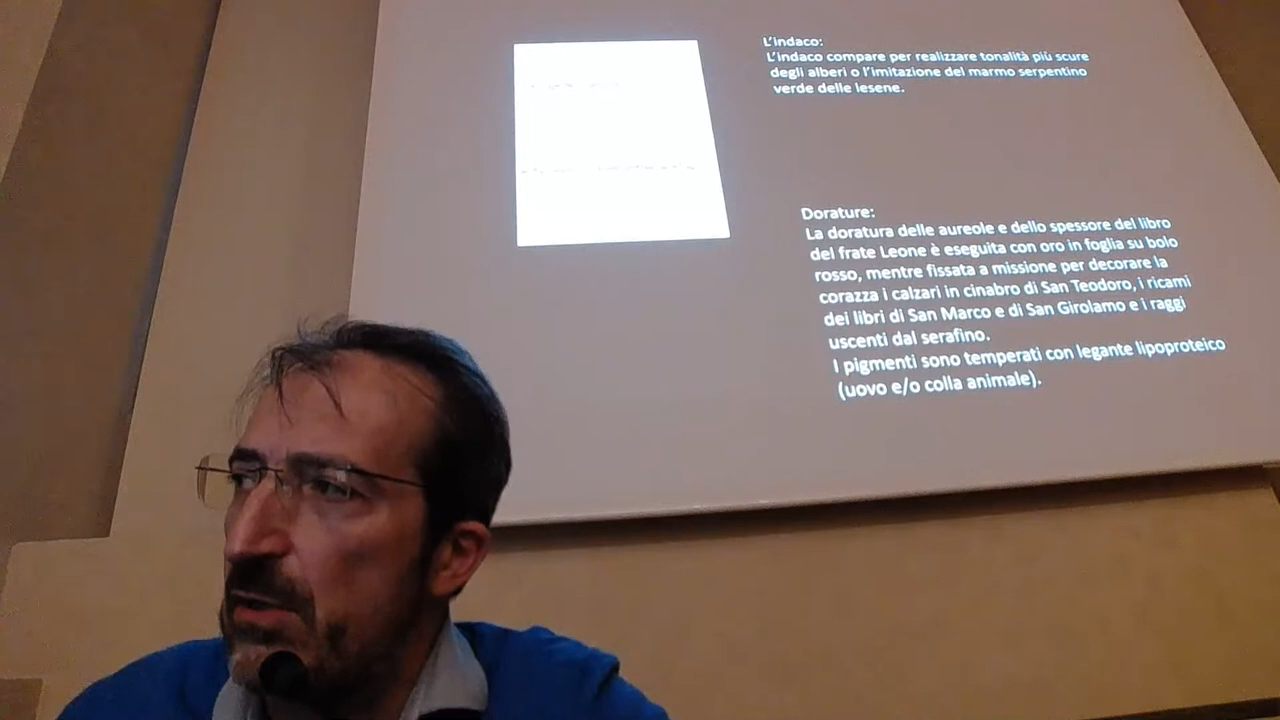 L'indaco:
L'indaco compare per realizzare tonalità più scure
degli alberi o l'imitazione del marmo serpentino
verde delle lesene.
Dorature:
La doratura delle aureole e dello spessore del libro
del frate Leone è eseguita con oro in foglia su bolo
rosso, mentre fissata a missione per decorare la
corazza i calzari in cinabro di San Teodoro, i ricami
dei libri di San Marco e di San Girolamo e i raggi
uscenti dal serafino.
I pigmenti sono temperati con legante lipoproteico
(uovo e/o colla animale).